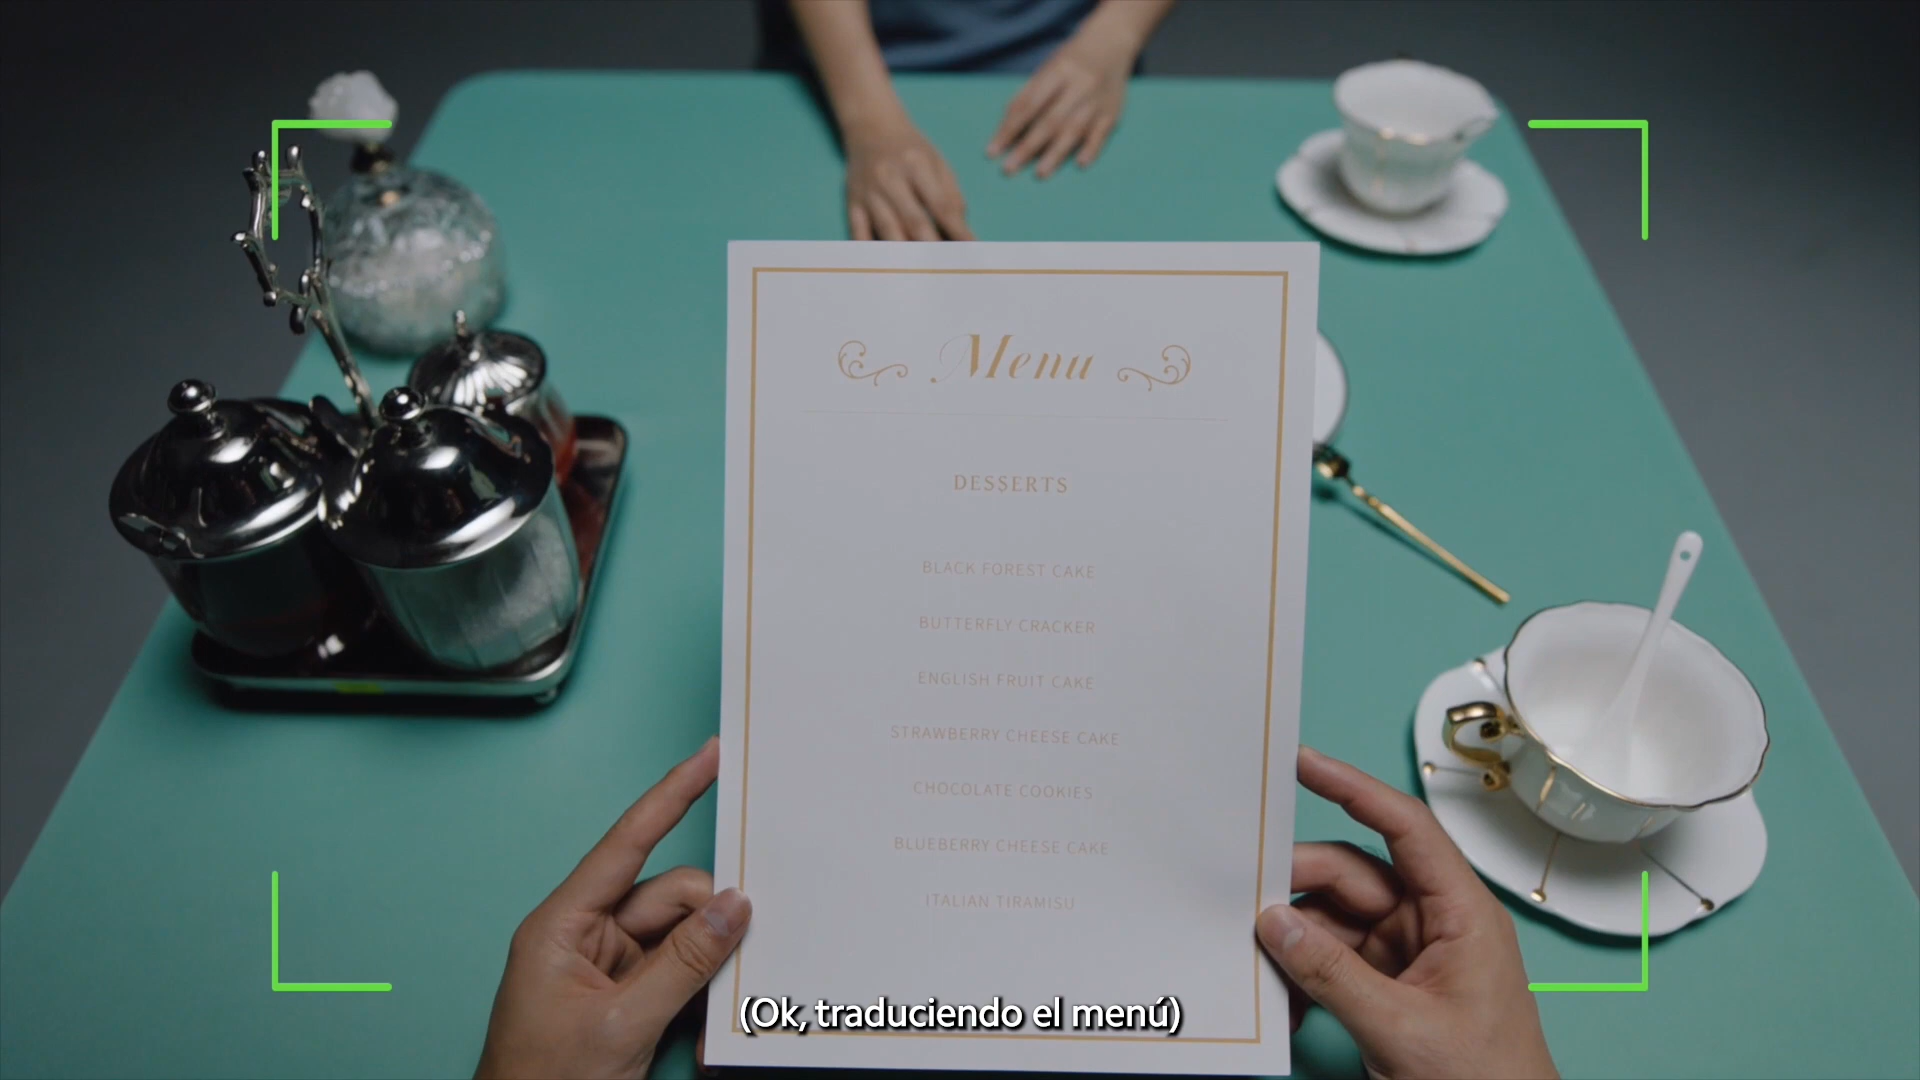 Menu
DESSERTS
BLACK FOREST CAKE
BUTTERFLY CRACKER
ENGLISH FRUIT CAKE
STRAWBERRY CHEESE CAKE
CHOCOLATE COOKIES
BLUEBERRY CHEESE CAKE
ITALIAN TIRAMISU
(Ok, traduciendo el menú)